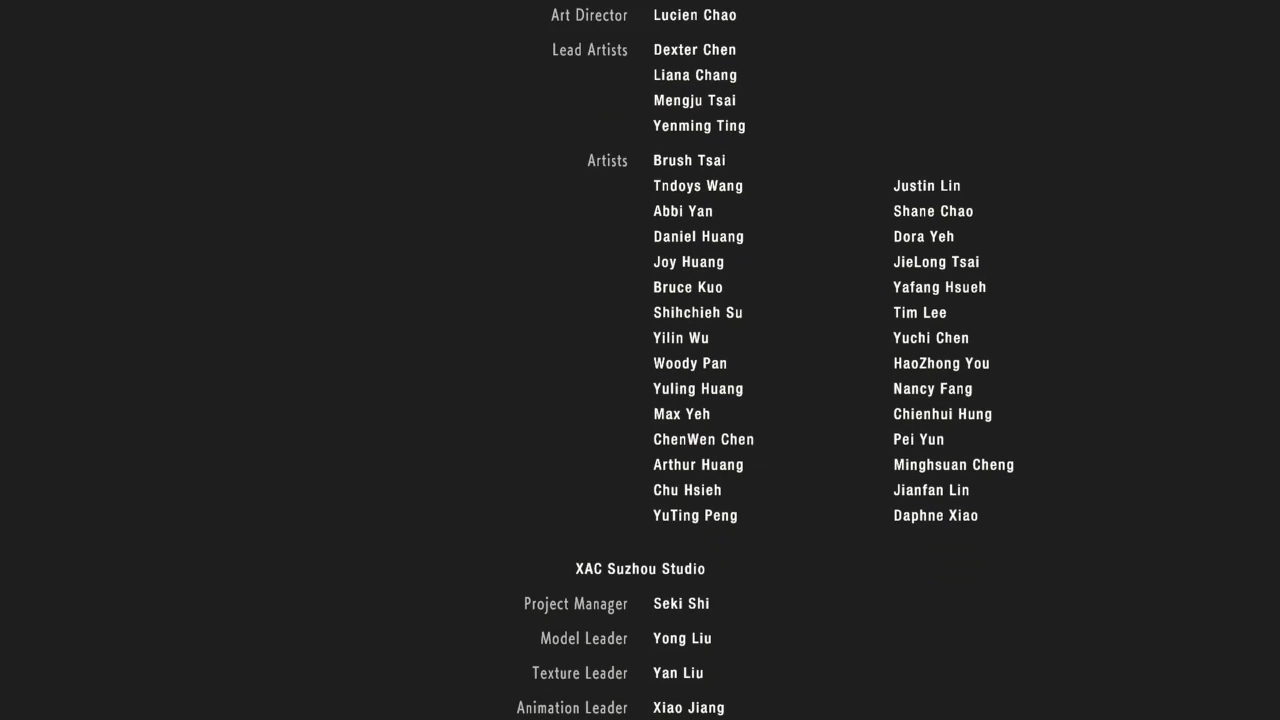 Art Director Lucien Chao
Lead Artists Dexter Chen
Liana Chang
Mengju Tsai
Yenming Ting
Artists Brush Tsai
Tndoys Wang Justin Lin
Abbi Yan Shane Chao
Daniel Huang Dora Yeh
Joy Huang JieLong Tsai
Bruce Kuo Yafang Hsueh
Shihchieh Su Tim Lee
Yilin Wu Yuchi Chen
Woody Pan HaoZhong You
Yuling Huang Nancy Fang
Max Yeh Chienhui Hung
ChenWen Chen Pei Yun
Arthur Huang Minghsuan Cheng
Chu Hsieh Jianfan Lin
YuTing Peng Daphne Xiao
XAC Suzhou Studio
Project Manager Seki Shi
Model Leader Yong Liu
Texture Leader Yan Liu
Animation Leader Xiao Jiang